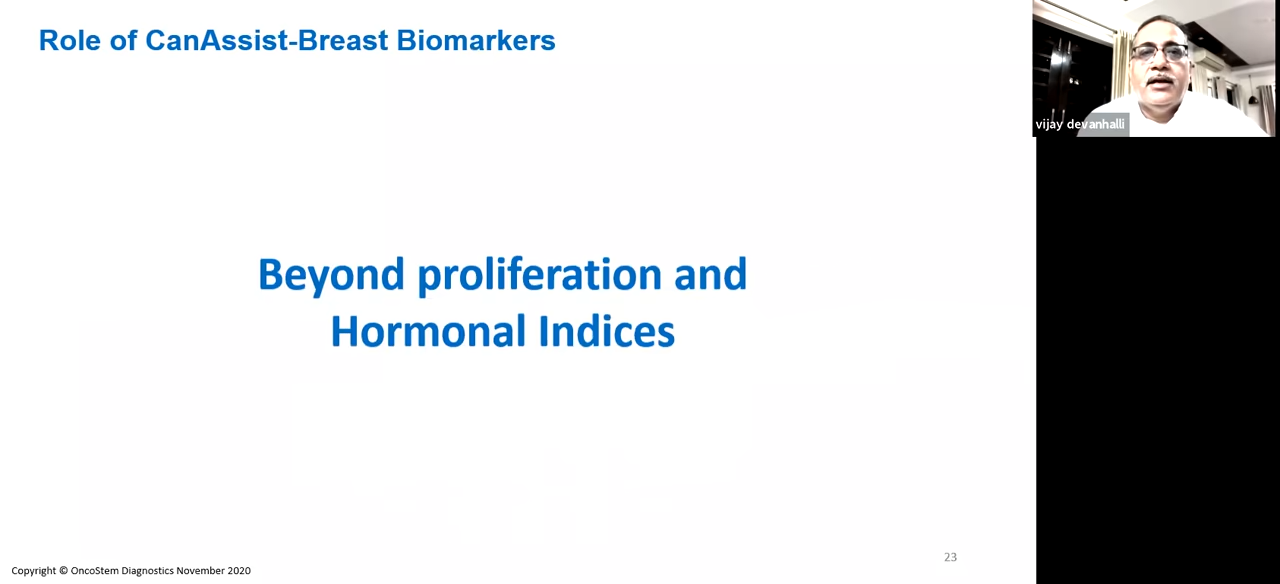 Role of CanAssist-Breast Biomarkers
vijay devanhalli
Beyond proliferation and
Hormonal Indices
23
Copyright © OncoStem Diagnostics November 2020